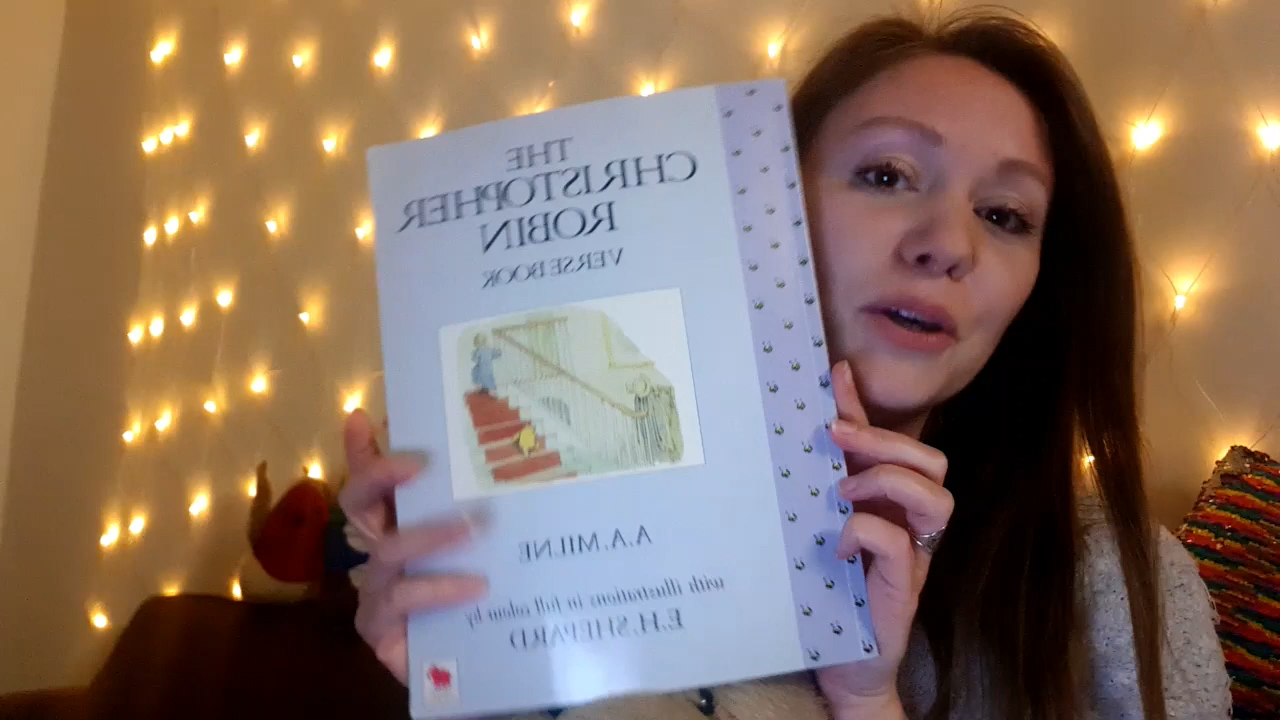 THE
CHRISTOPHER
ROBIN
VERSE BOOK
A.A. MILNE
with illustrations in full colour by
E.H. SHEPARD